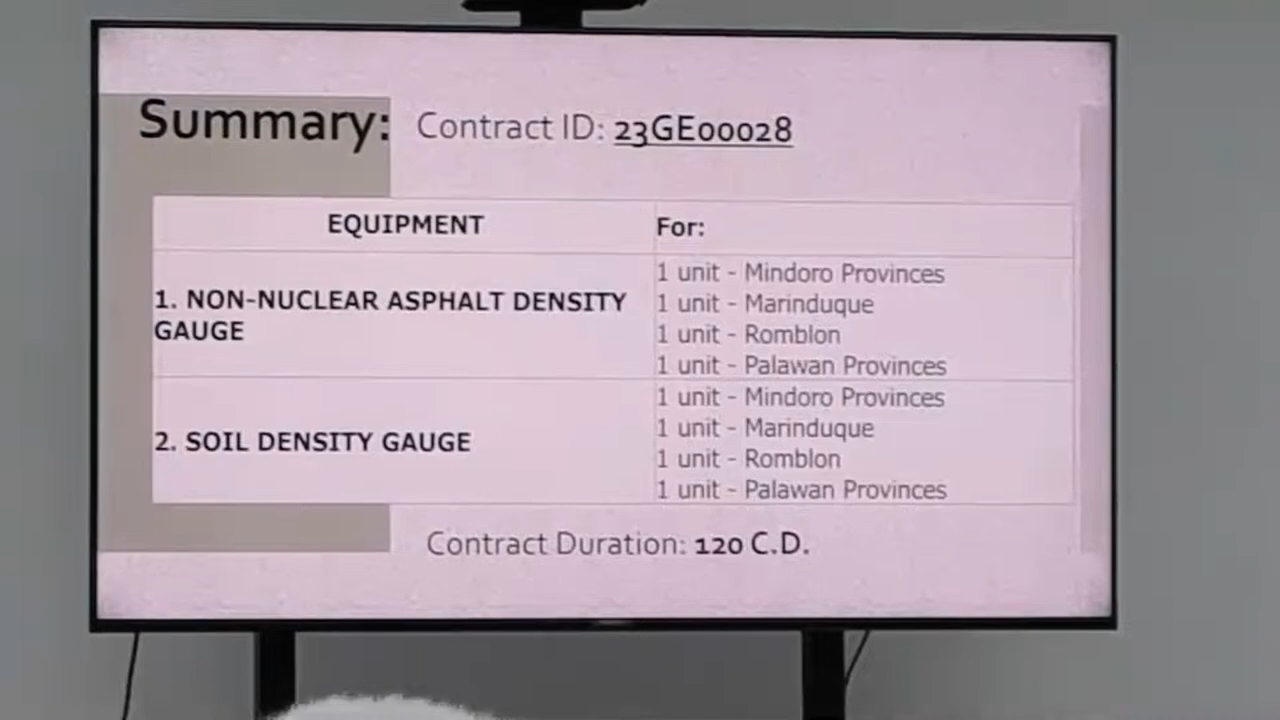 Summary: Contract ID: 23GE00028
EQUIPMENT For:
1. NON-NUCLEAR ASPHALT DENSITY
GAUGE
1 unit - Mindoro Provinces
1 unit - Marinduque
1 unit - Romblon
1 unit - Palawan Provinces
2. SOIL DENSITY GAUGE
1 unit - Mindoro Provinces
1 unit - Marinduque
1 unit - Romblon
1 unit - Palawan Provinces
Contract Duration: 120 C.D.